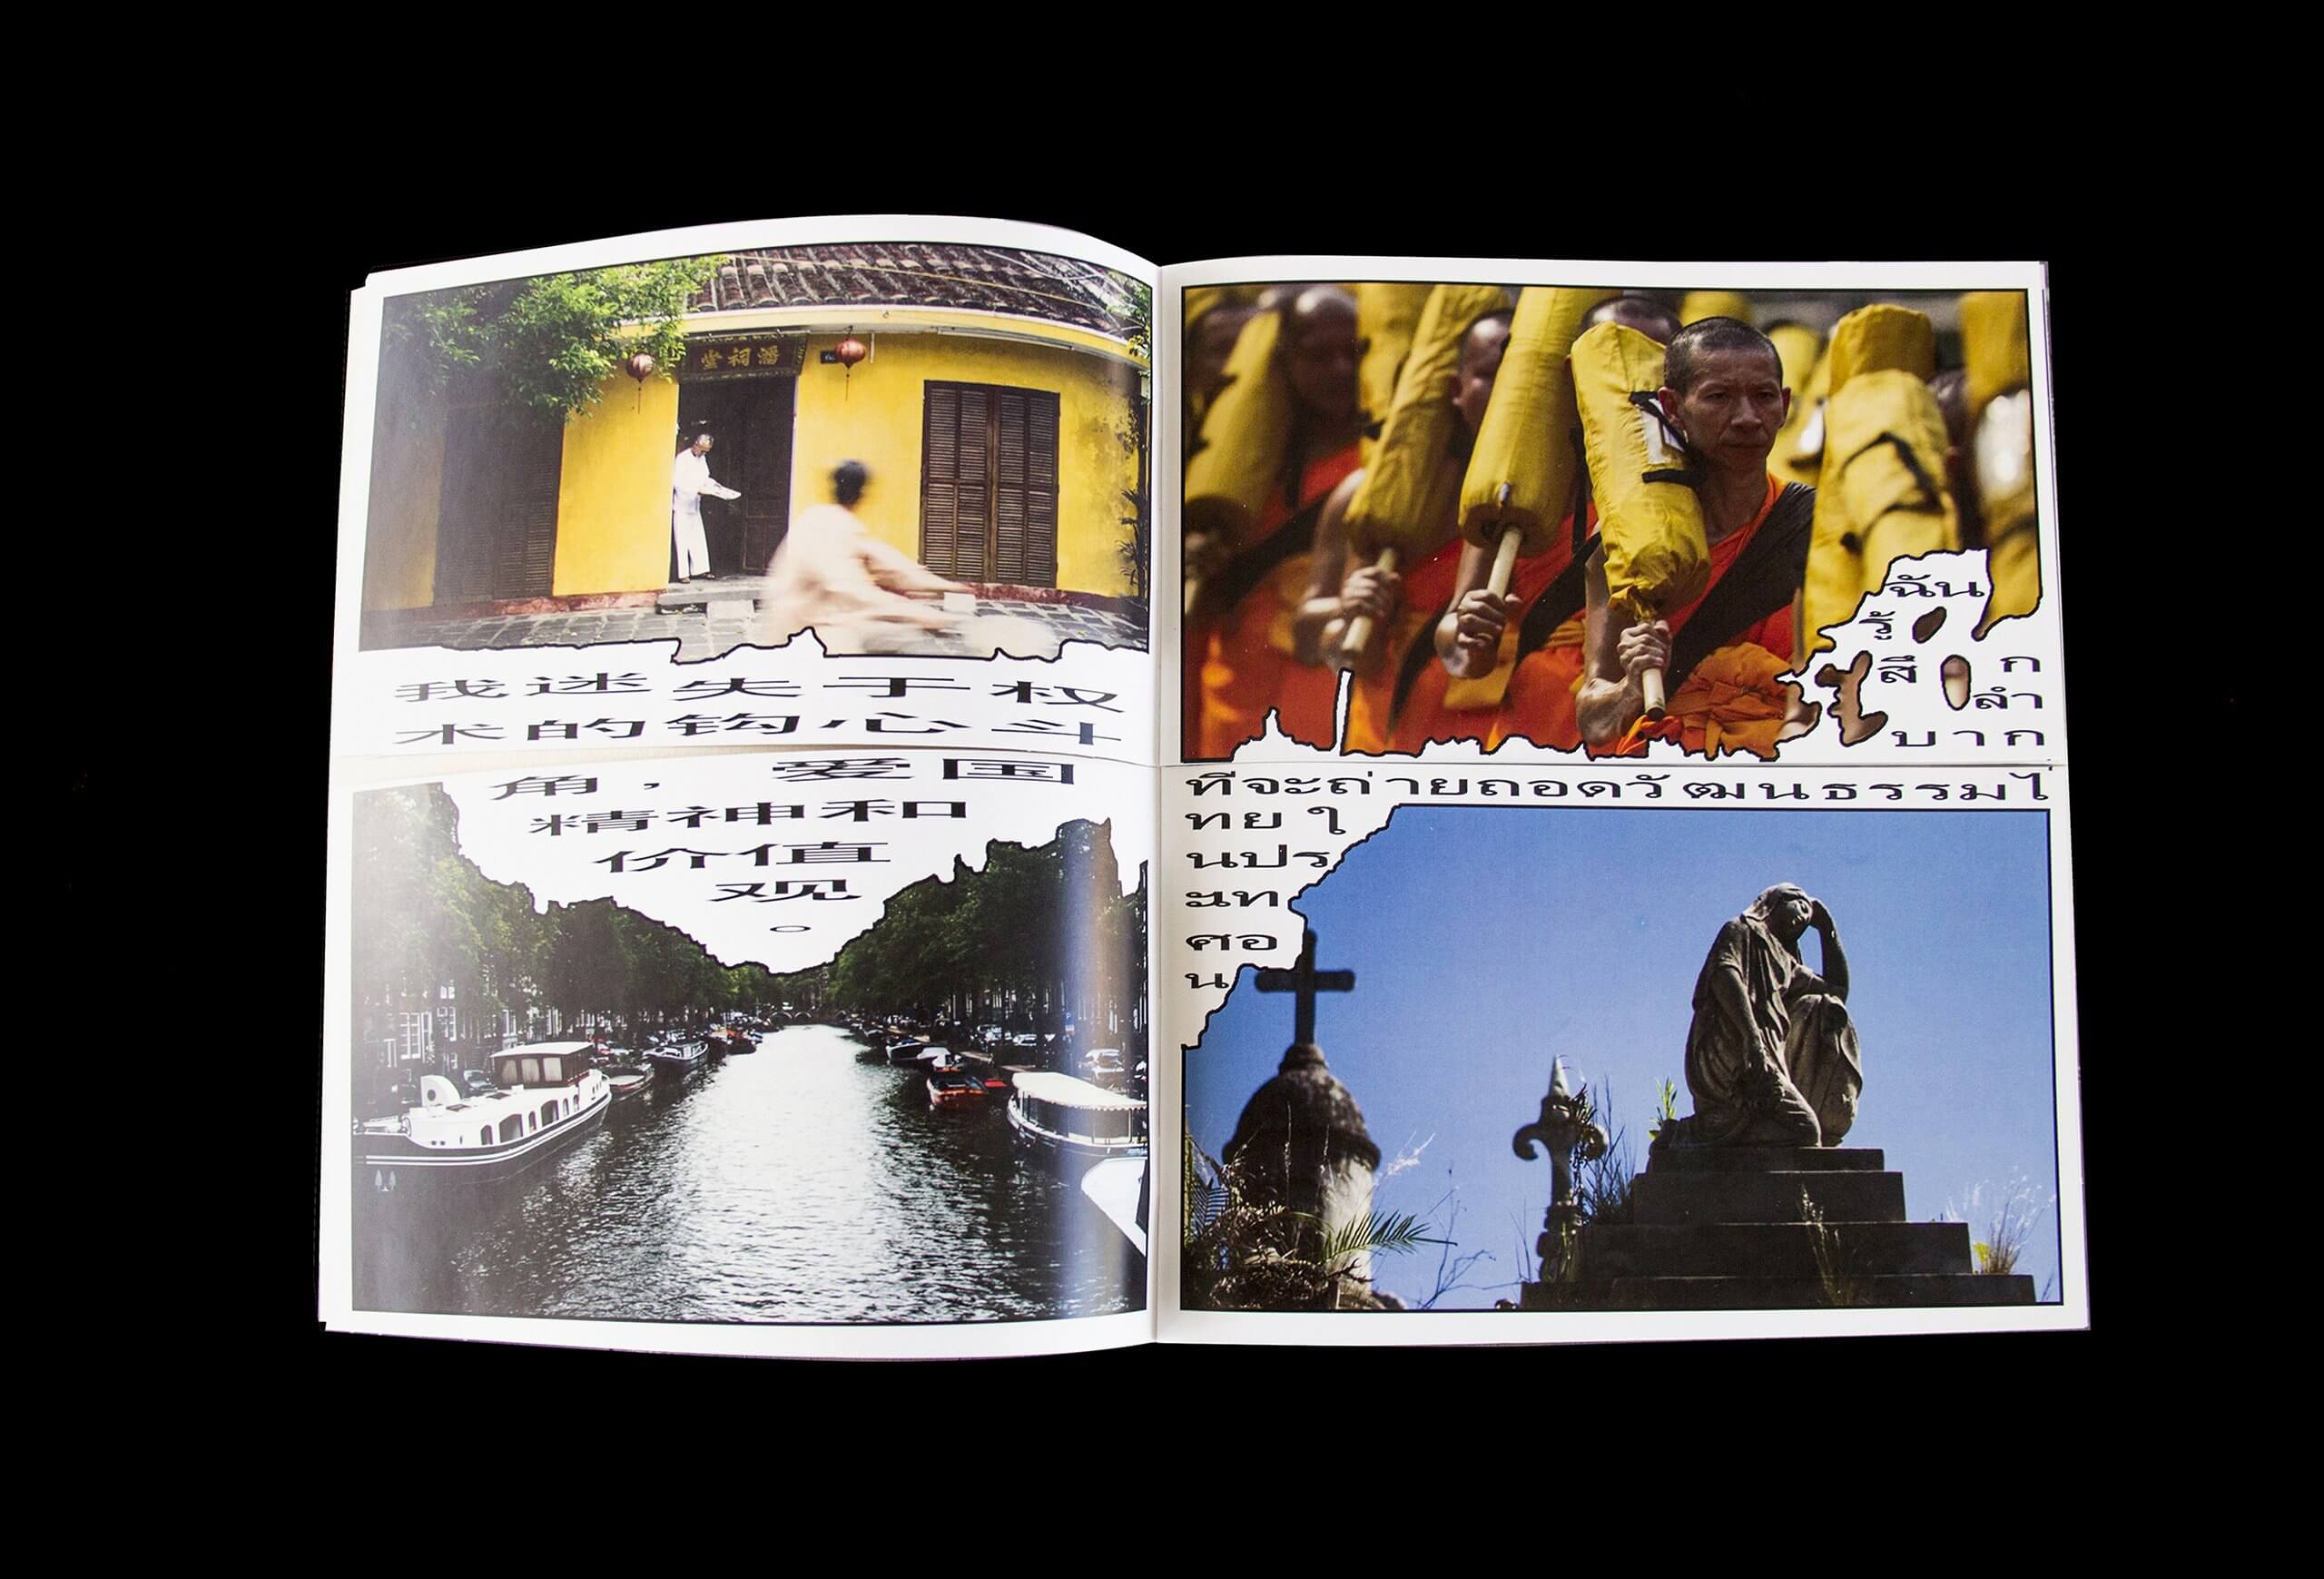 潘祠堂
我迷失于权
术的钩心斗
角，爱国
精神和
价值
观
。
ฉัน
รู้
สึก
ลำ
บาก
ที่จะถ่ายถอดวัฒนธรรมไ
ทยใ
นปร
ะเท
ศอ
น